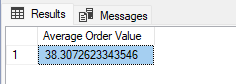 Results Messages
Average Order Value
1 38.3072623343546